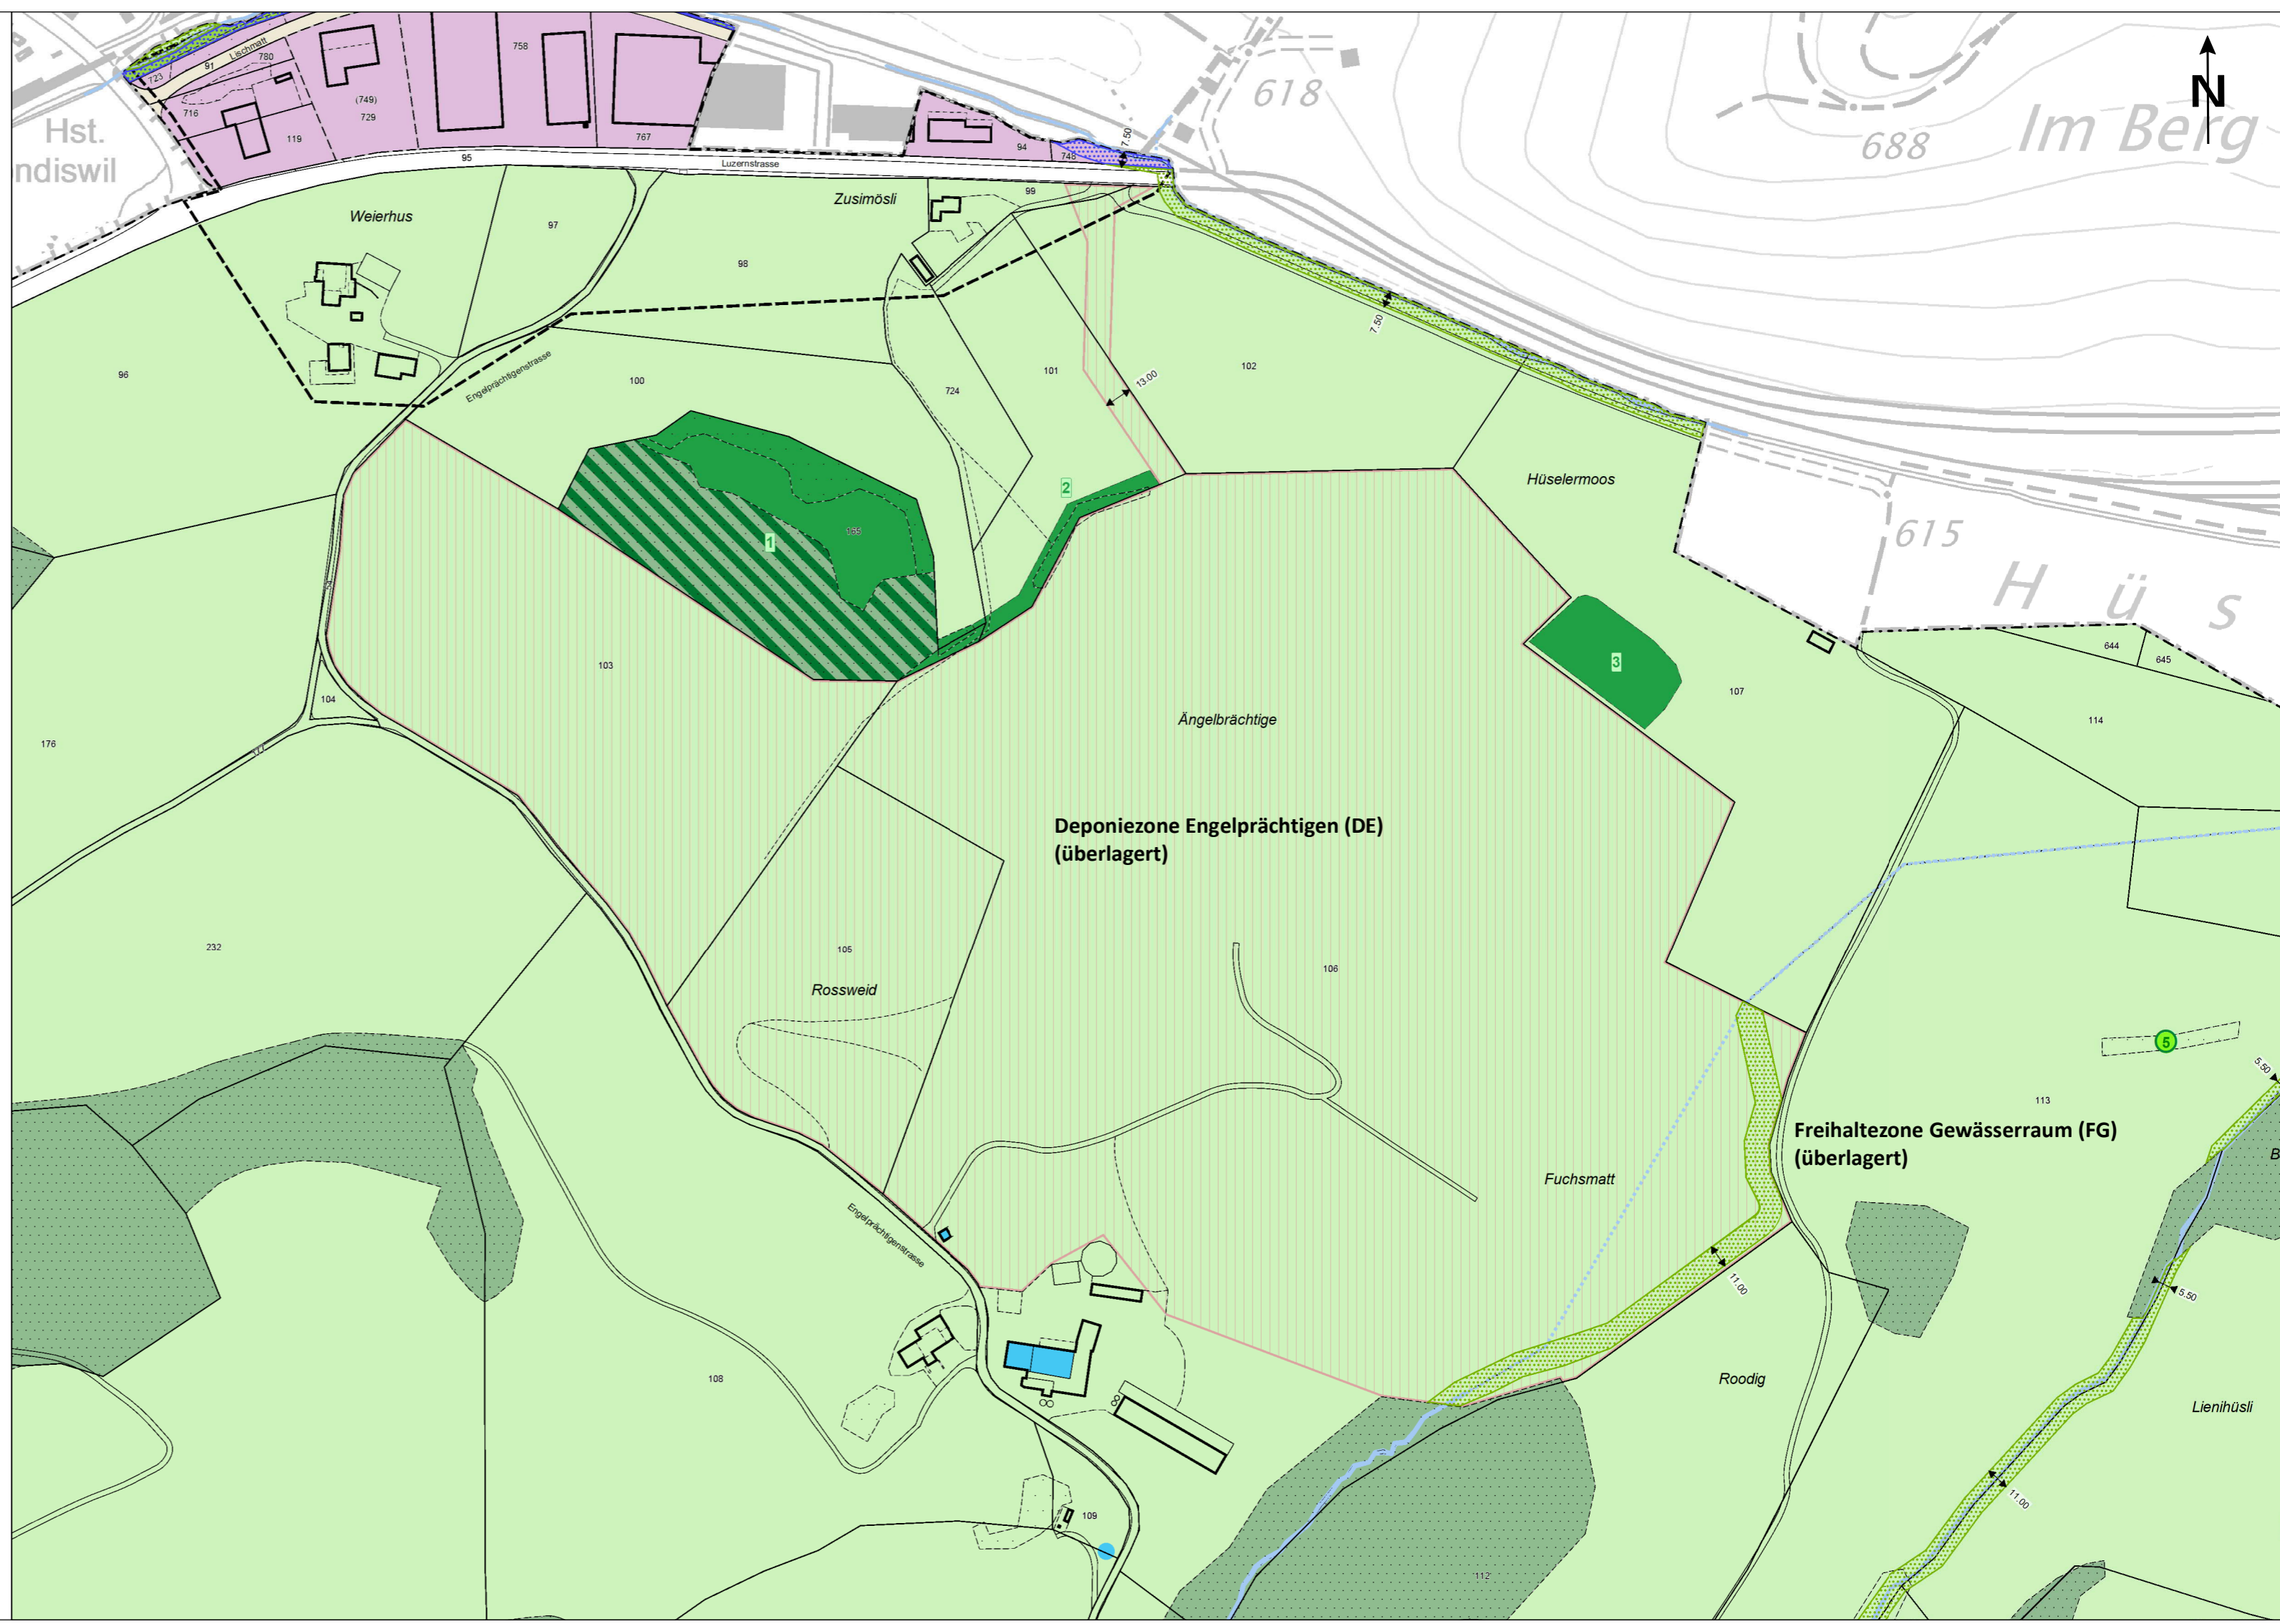 758
Lischmatt
780
91
723
(749)
729
716
119
767
94
748
7.50
618
N
688
Im Berg
Hst.
ndiswil
95
Luzernstrasse
Weierhus
97
Zusimösli
99
98
96
Engelprächtigenstrasse
100
724
101
13.00
102
7.50
Hüselermoos
615
H ü s
1
165
2
3
103
104
107
644
645
114
176
Ängelbrächtige
Deponiezone Engelprächtigen (DE)
(überlagert)
232
105
Rossweid
106
5
5.50
113
Freihaltezone Gewässerraum (FG)
(überlagert)
B
Fuchsmatt
Engelprächtigenstrasse
11.00
5.50
108
Roodig
Lienihüsli
11.00
109
112